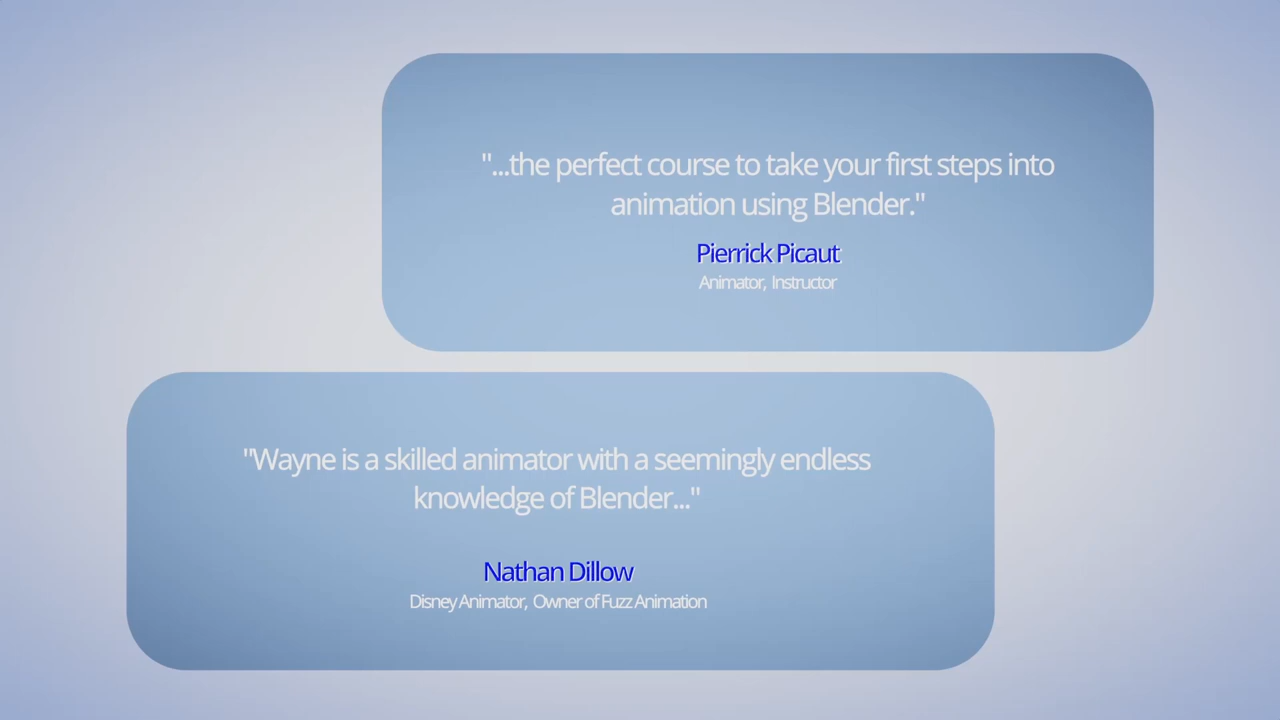 "...the perfect course to take your first steps into
animation using Blender."
Pierrick Picaut
Animator, Instructor
"Wayne is a skilled animator with a seemingly endless
knowledge of Blender..."
Nathan Dillow
Disney Animator, Owner of Fuzz Animation